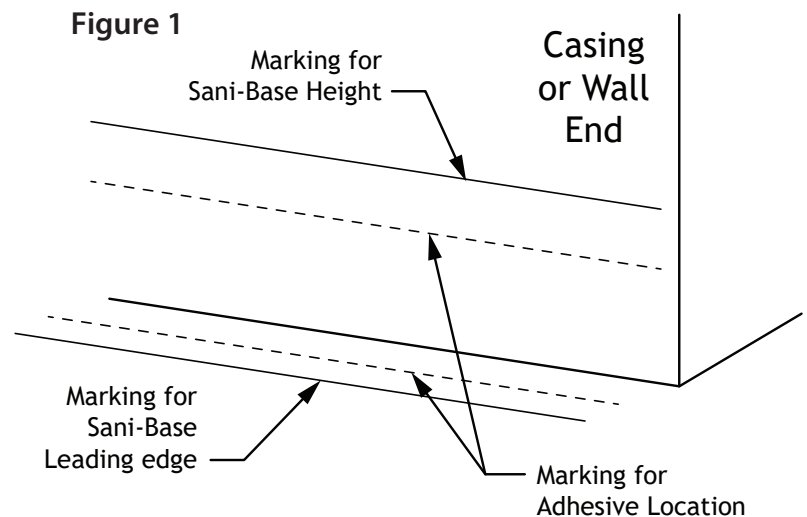 Figure 1
Marking for
Sani-Base Height
Casing
or Wall
End
Marking for
Sani-Base
Leading edge
Marking for
Adhesive Location